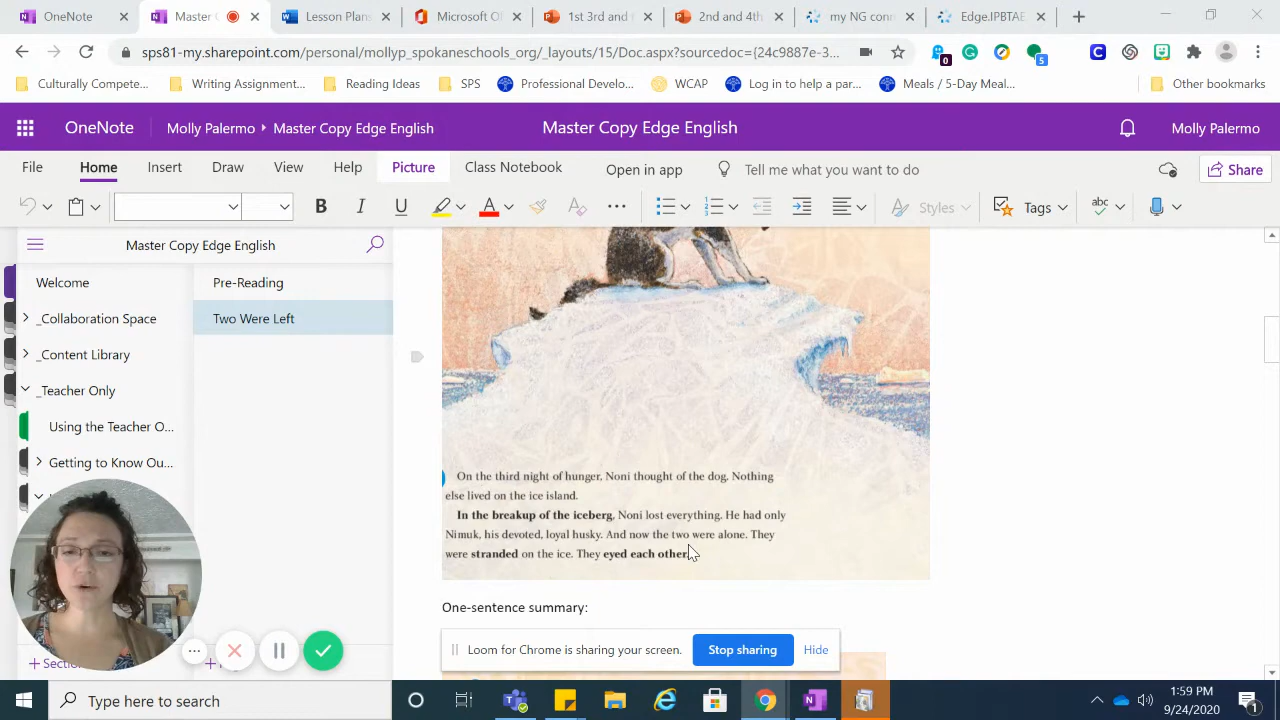 OneNote
Master C
Lesson Plans
Microsoft O
1st 3rd and
2nd and 4th
my NG conn
Edge.IPBTAE
sps81-my.sharepoint.com/personal/mollyp_spokaneschools_org/_layouts/15/Doc.aspx?sourcedoc={24c9887e-3...
0
5
Culturally Compete...
Writing Assignment...
Reading Ideas
SPS
Professional Develo...
WCAP
Log in to help a par...
Meals / 5-Day Meal...
Other bookmarks
OneNote
Molly Palermo
Master Copy Edge English
Master Copy Edge English
Molly Palermo
File
Home
Insert
Draw
View
Help
Picture
Class Notebook
Open in app
Tell me what you want to do
Share
B
I
U
A
Styles
Tags
abc
Master Copy Edge English
Welcome
_Collaboration Space
_Content Library
_Teacher Only
Using the Teacher O...
Getting to Know Ou...
Pre-Reading
Two Were Left
On the third night of hunger, Noni thought of the dog. Nothing
else lived on the ice island.
In the breakup of the iceberg, Noni lost everything. He had only
Nimuk, his devoted, loyal husky. And now the two were alone. They
were stranded on the ice. They eyed each other
One-sentence summary:
Loom for Chrome is sharing your screen.
Stop sharing
Hide
Type here to search
1:59 PM
9/24/2020
1